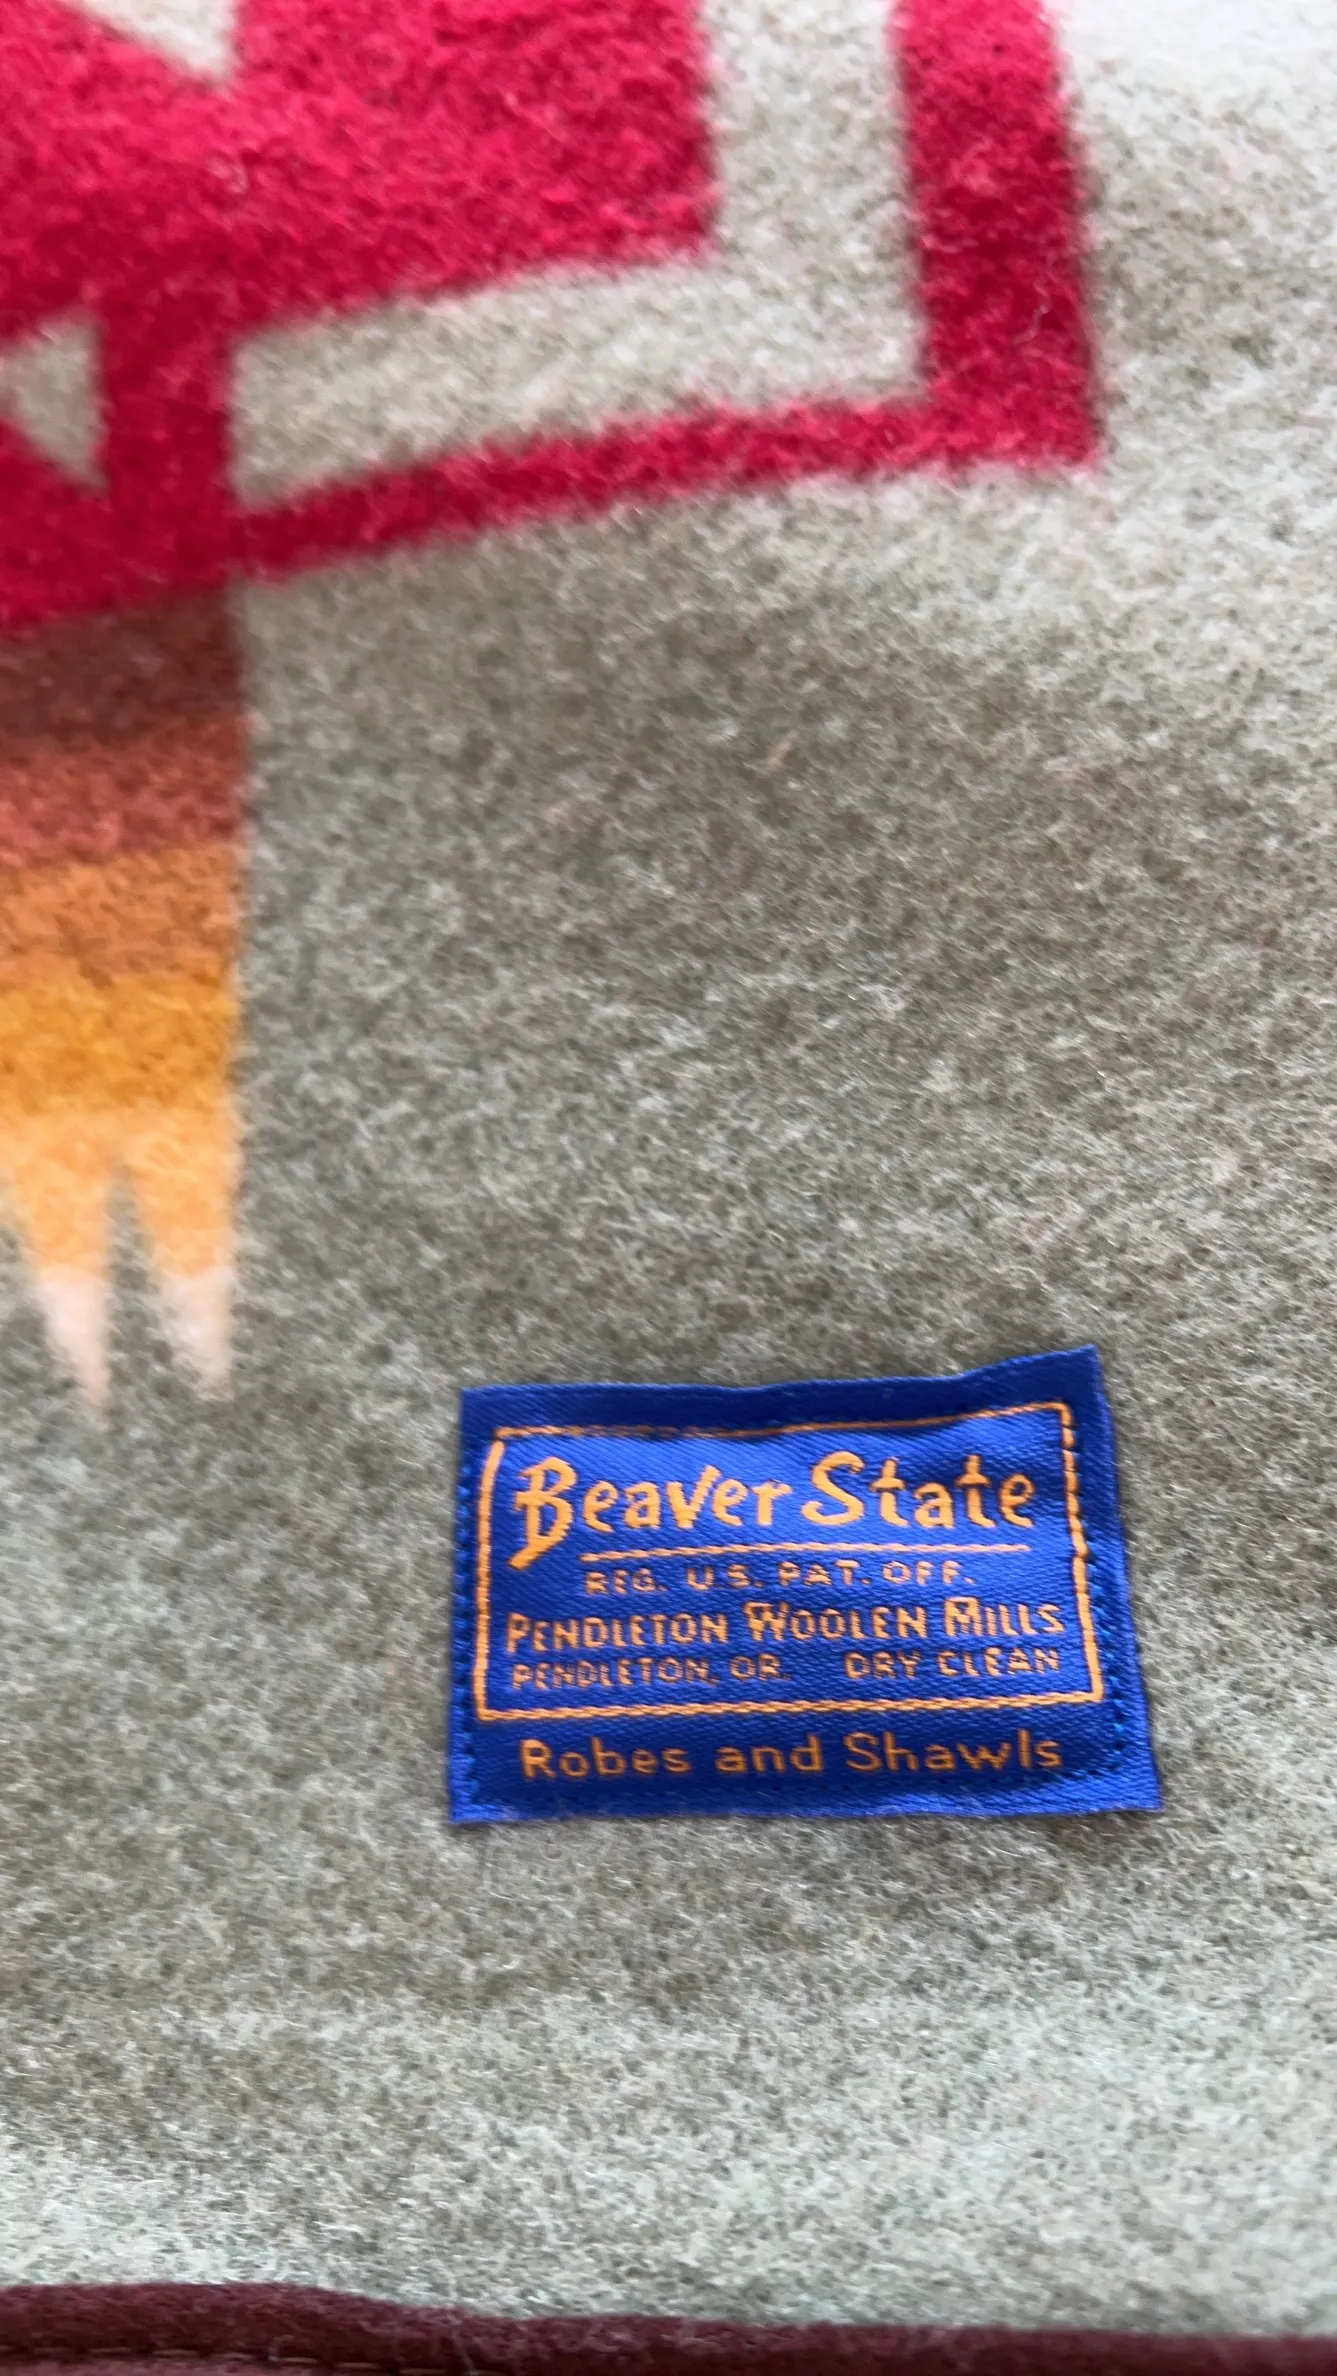 Beaver State
REG. U.S. PAT. OFF.
PENDLETON WOOLEN MILLS
PENDLETON, OR. DRY CLEAN
Robes and Shawls